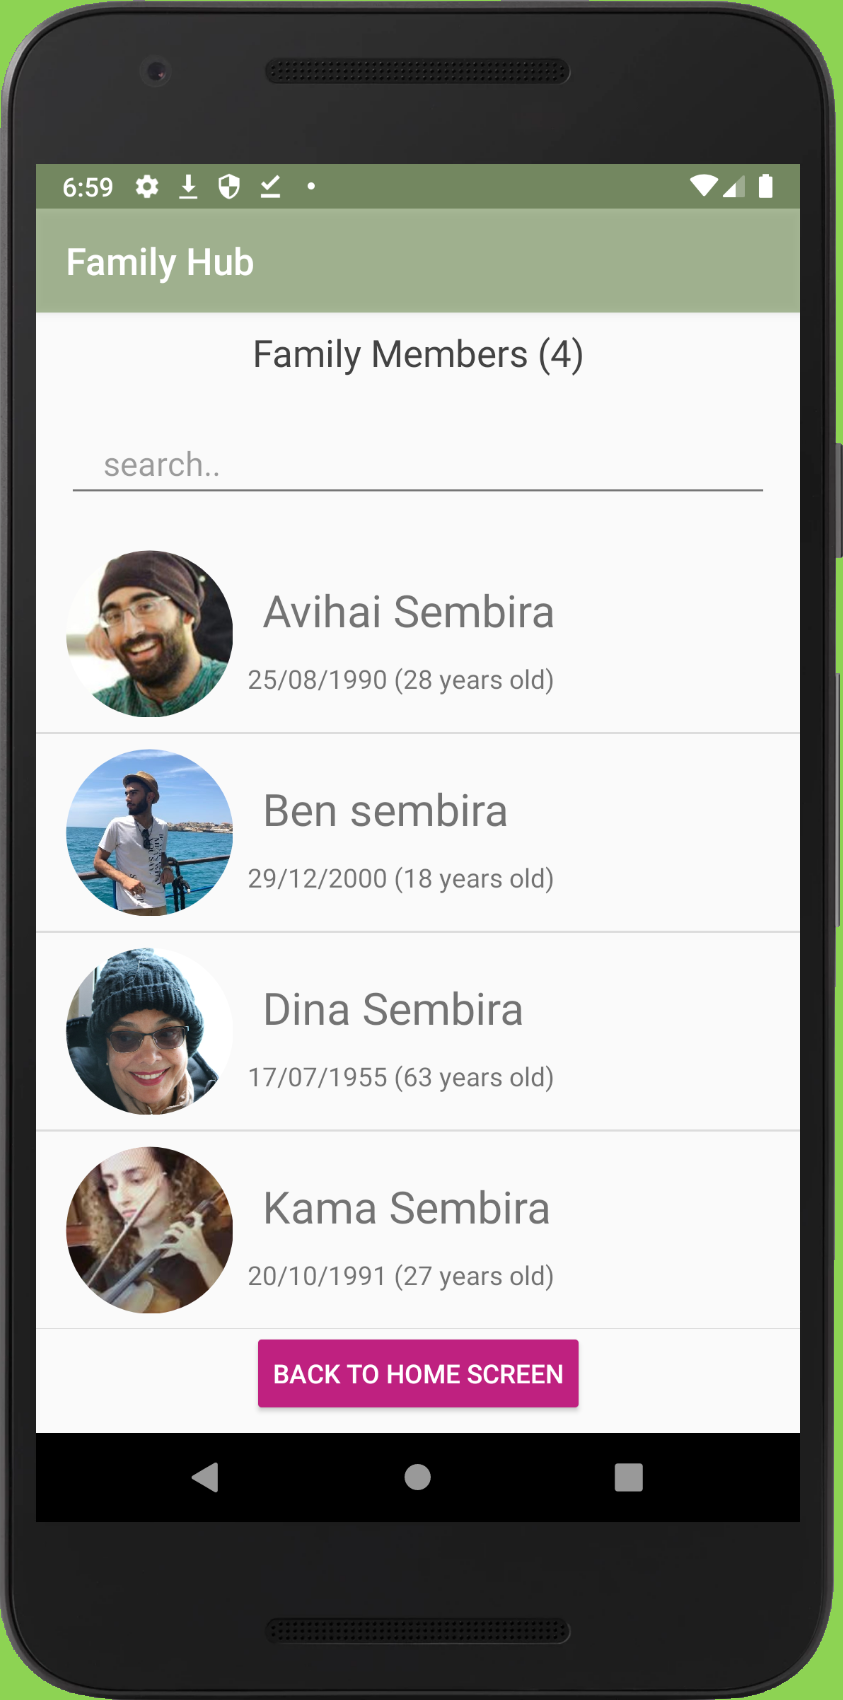 6:59
Family Hub
Family Members (4)
search..
Avihai Sembira
25/08/1990 (28 years old)
Ben sembira
29/12/2000 (18 years old)
Dina Sembira
17/07/1955 (63 years old)
Kama Sembira
20/10/1991 (27 years old)
BACK TO HOME SCREEN